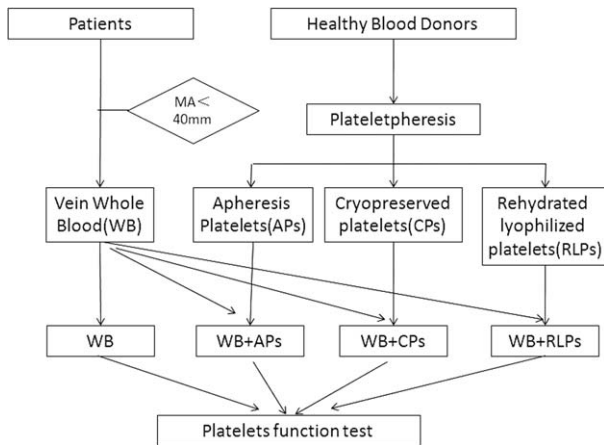 Patients
Healthy Blood Donors
MA＜
40mm
Plateletpheresis
Vein Whole
Blood(WB)
Apheresis
Platelets(APs)
Cryopreserved
platelets(CPs)
Rehydrated
lyophilized
platelets(RLPs)
WB
WB+APs
WB+CPs
WB+RLPs
Platelets function test